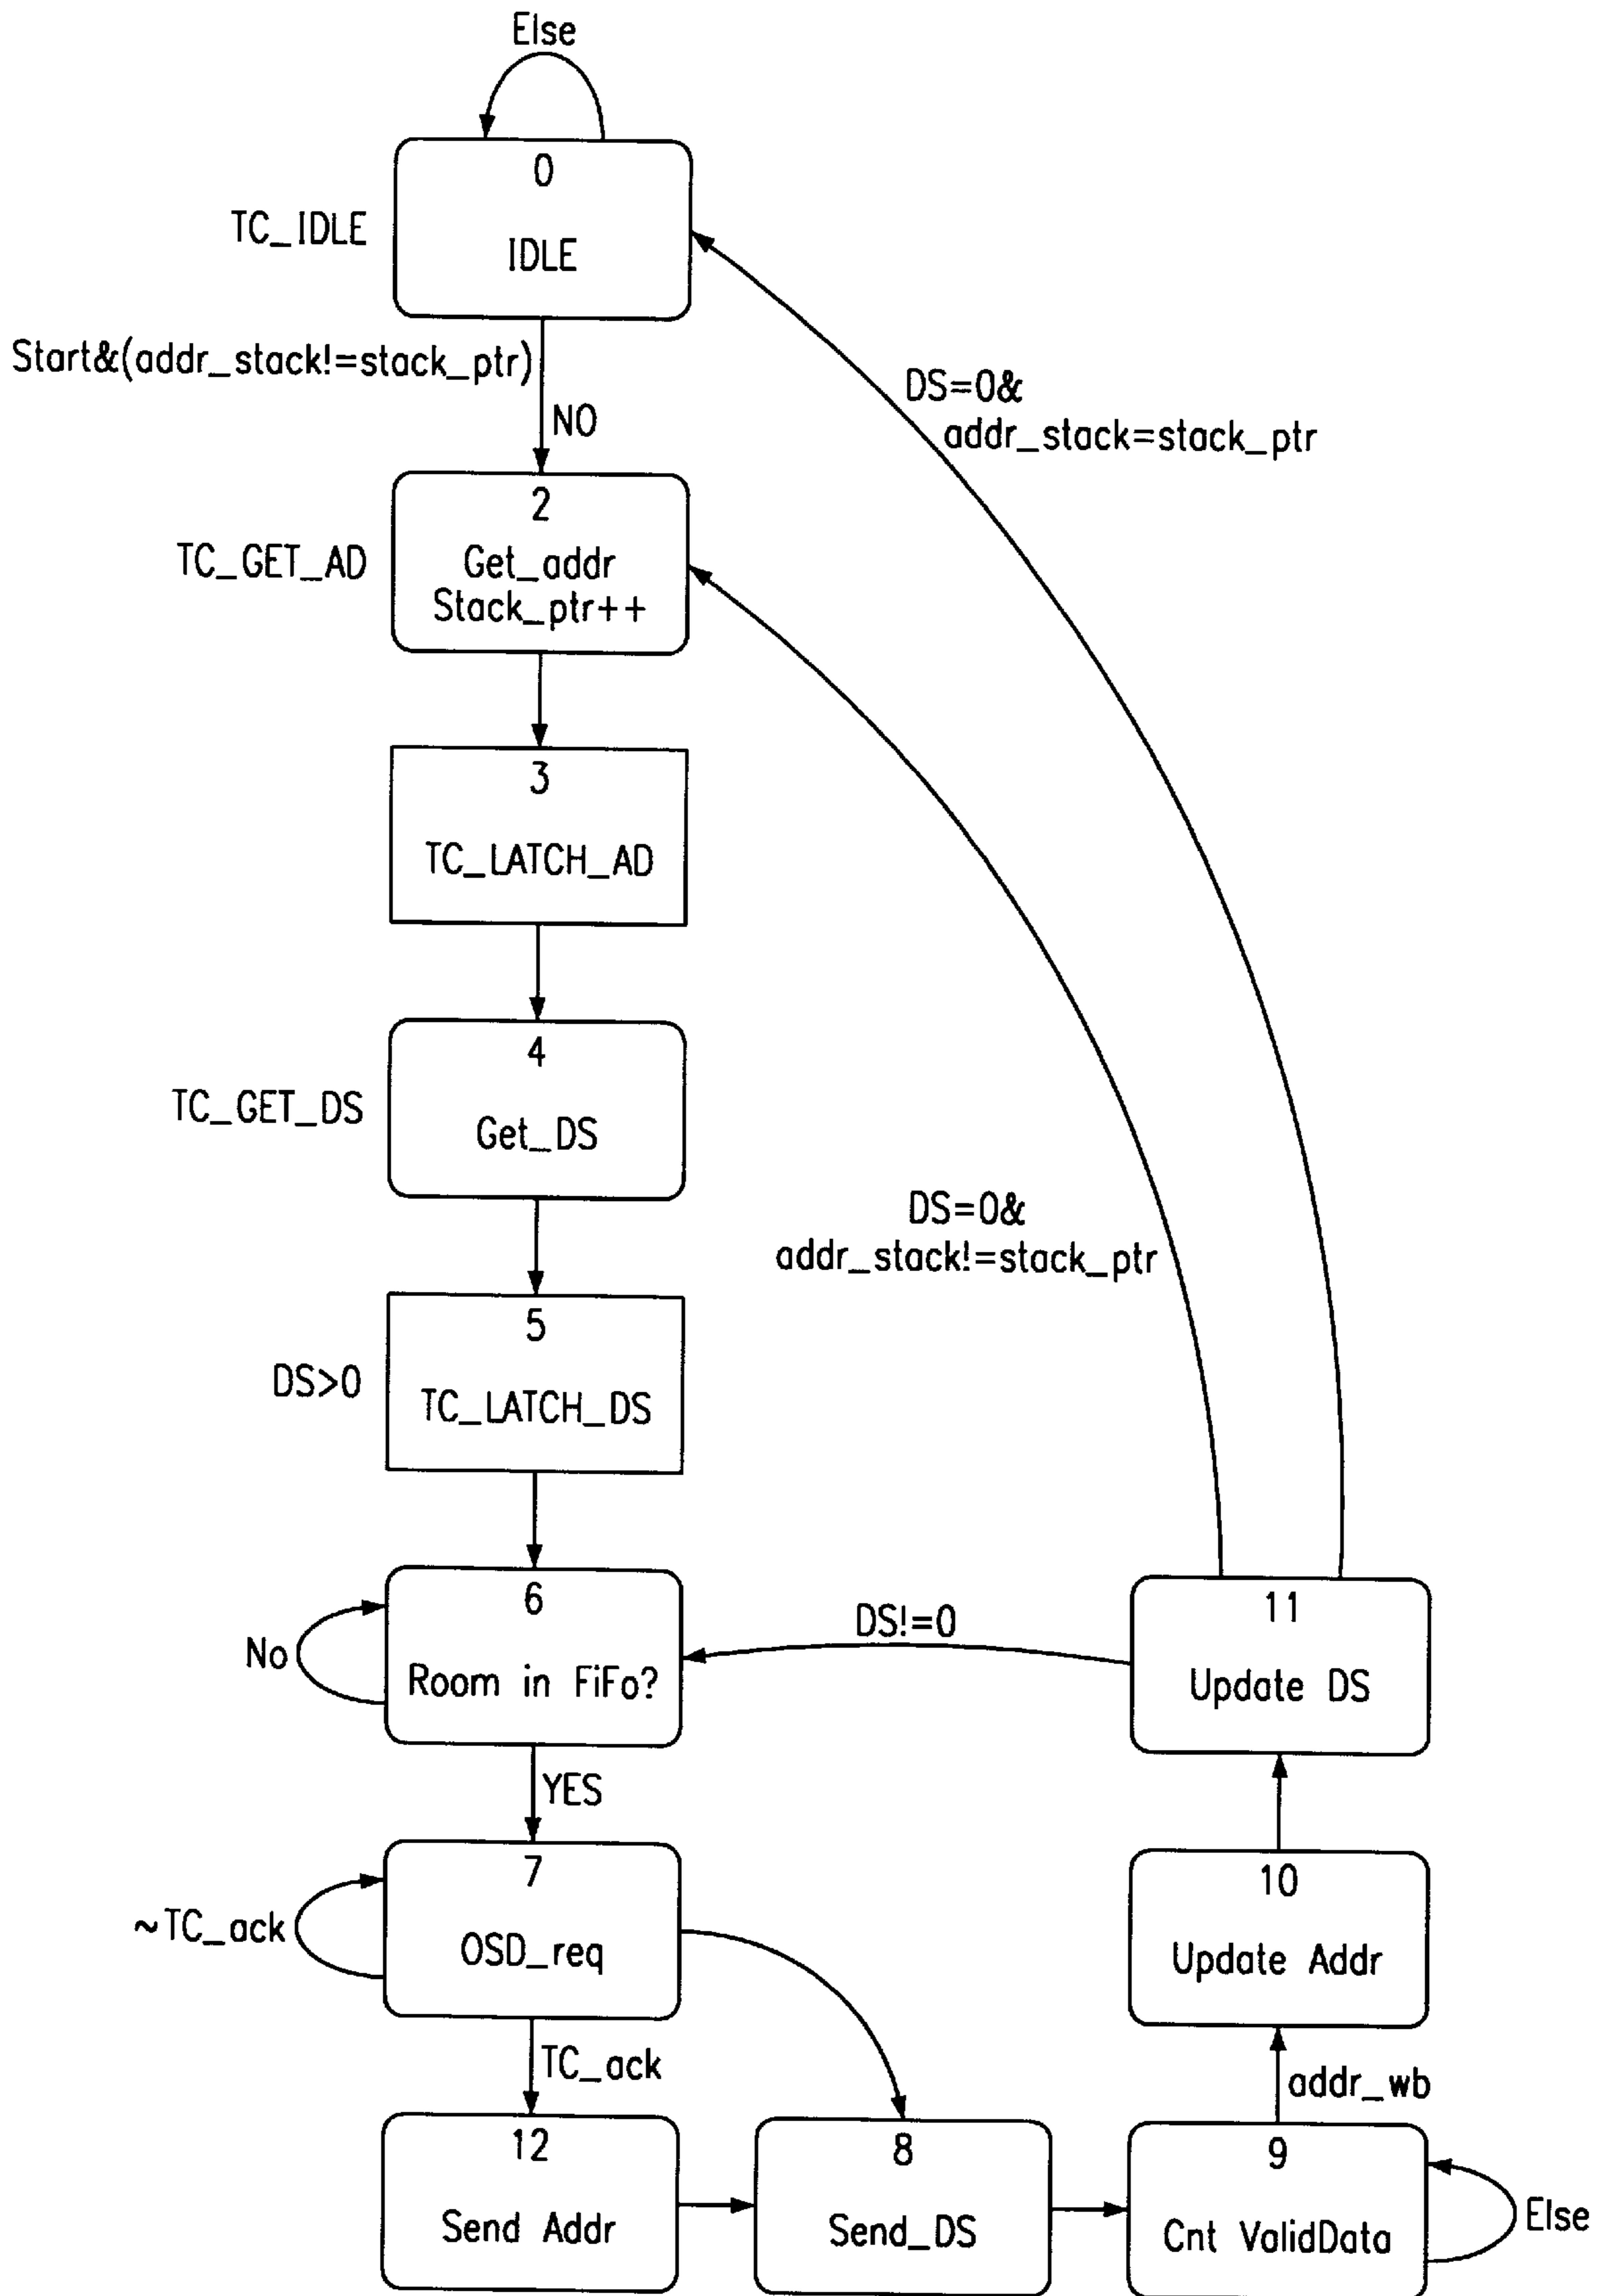 Else
0
TC_IDLE
IDLE
Start&(addr_stack!=stack_ptr)
NO
DS=0&
addr_stack=stack_ptr
2
TC_GET_AD
Get_addr
Stack_ptr++
3
TC_LATCH_AD
4
TC_GET_DS
Get_DS
DS=0&
addr_stack!=stack_ptr
5
DS>0
TC_LATCH_DS
6
No
Room in FiFo?
DS!=0
11
Update DS
YES
7
~TC_ack
OSD_req
10
Update Addr
TC_ack
addr_wb
12
Send Addr
8
Send_DS
9
Cnt ValidData
Else